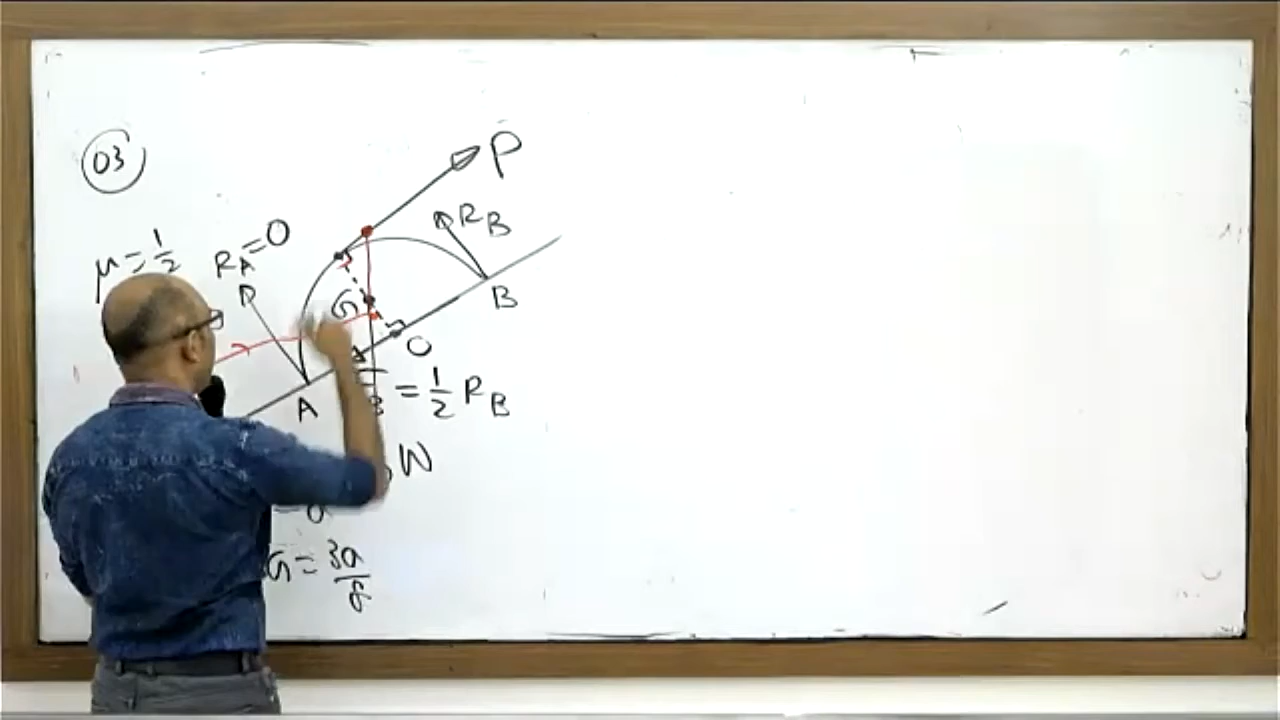 03
P
R_B
R_A = 0
μ = 1/2
B
G
O
A
= 1/2 R_B
W
G = 3a/8